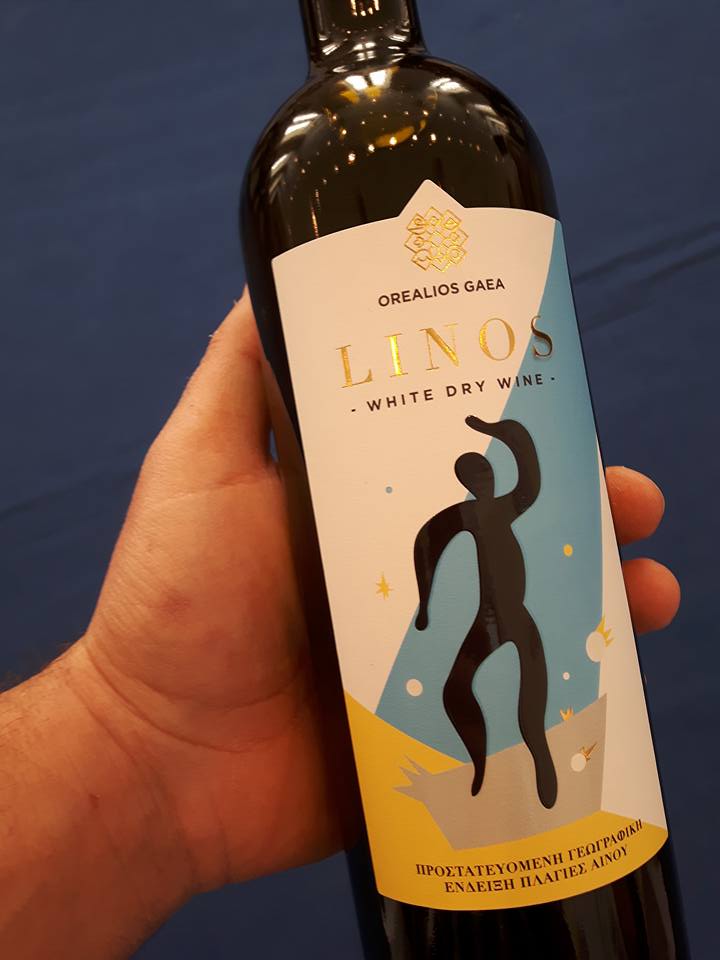 OREALIOS GAEA
LINOS
- WHITE DRY WINE -
ΠΡΟΣΤΑΤΕΥΟΜΕΝΗ ΓΕΩΓΡΑΦΙΚΗ
ΕΝΔΕΙΞΗ ΠΛΑΓΙΕΣ ΑΙΝΟΥ